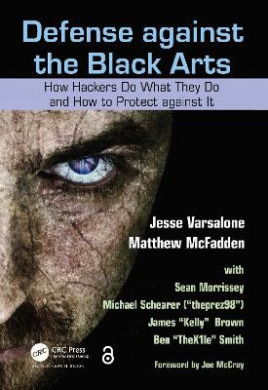 Defense against
the Black Arts
How Hackers Do What They Do
and How to Protect against It
Jesse Varsalone
Matthew McFadden
with
Sean Morrissey
Michael Schearer ("theprez98")
James "Kelly" Brown
Ben "TheX1le" Smith
Foreword by Joe McCray
CRC
CRC Press